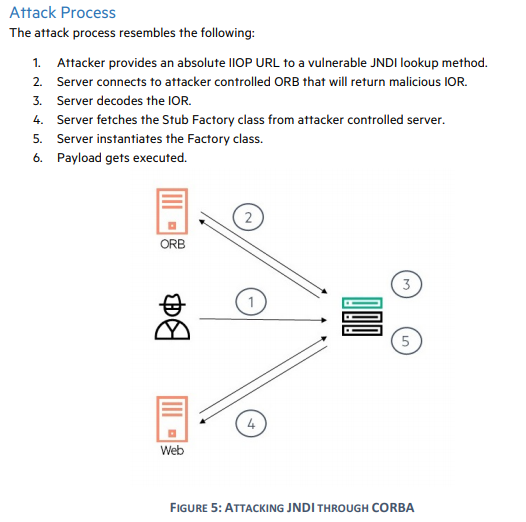 Attack Process
The attack process resembles the following:
1. Attacker provides an absolute IIOP URL to a vulnerable JNDI lookup method.
2. Server connects to attacker controlled ORB that will return malicious IOR.
3. Server decodes the IOR.
4. Server fetches the Stub Factory class from attacker controlled server.
5. Server instantiates the Factory class.
6. Payload gets executed.
2
ORB
3
1
5
4
Web
FIGURE 5: ATTACKING JNDI THROUGH CORBA